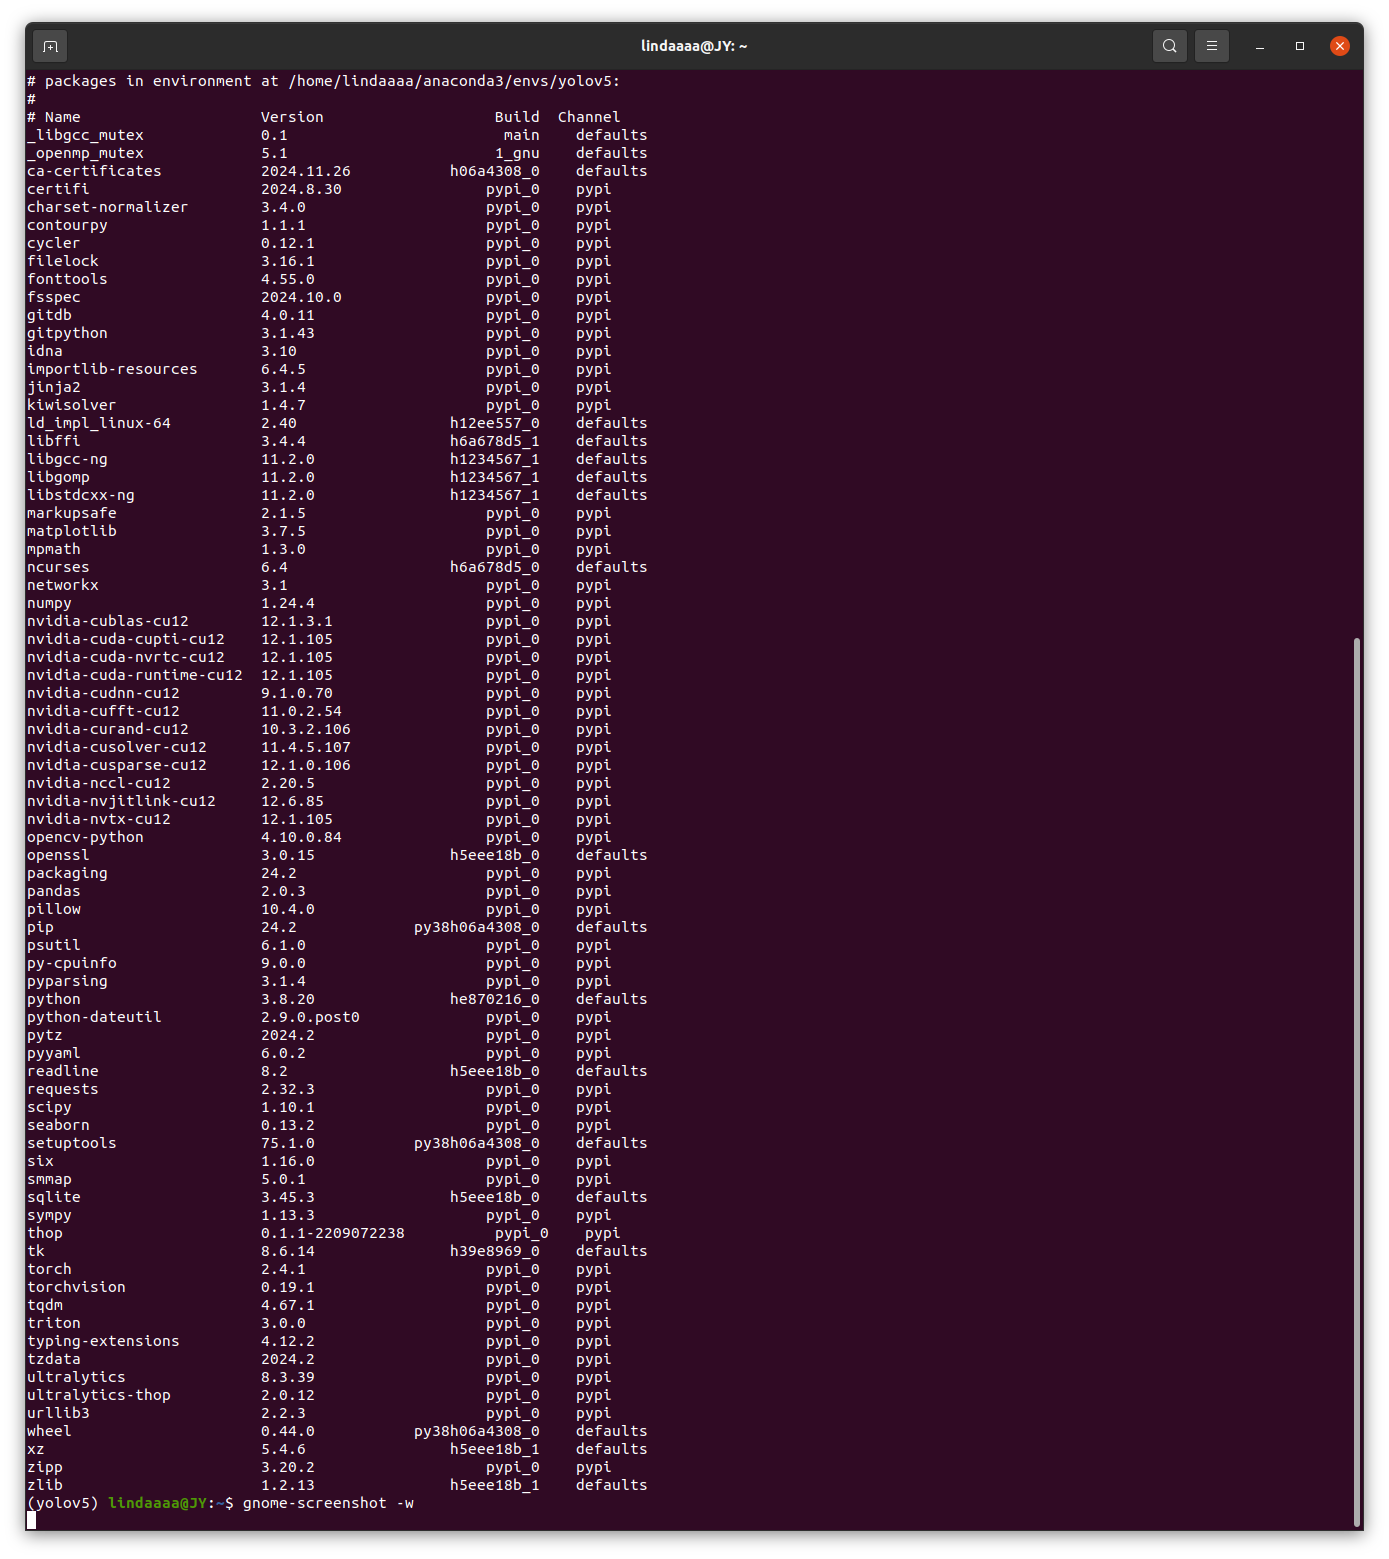 lindaaaa@JY: ~
# packages in environment at /home/lindaaaa/anaconda3/envs/yolov5:
#
# Name                    Version                   Build  Channel
_libgcc_mutex             0.1                        main    defaults
_openmp_mutex             5.1                       1_gnu    defaults
ca-certificates           2024.11.26           h06a4308_0    defaults
certifi                   2024.8.30                pypi_0    pypi
charset-normalizer        3.4.0                    pypi_0    pypi
contourpy                 1.1.1                    pypi_0    pypi
cycler                    0.12.1                   pypi_0    pypi
filelock                  3.16.1                   pypi_0    pypi
fonttools                 4.55.0                   pypi_0    pypi
fsspec                    2024.10.0                pypi_0    pypi
gitdb                     4.0.11                   pypi_0    pypi
gitpython                 3.1.43                   pypi_0    pypi
idna                      3.10                     pypi_0    pypi
importlib-resources       6.4.5                    pypi_0    pypi
jinja2                    3.1.4                    pypi_0    pypi
kiwisolver                1.4.7                    pypi_0    pypi
ld_impl_linux-64          2.40                 h12ee557_0    defaults
libffi                    3.4.4                h6a678d5_1    defaults
libgcc-ng                 11.2.0               h1234567_1    defaults
libgomp                   11.2.0               h1234567_1    defaults
libstdcxx-ng              11.2.0               h1234567_1    defaults
markupsafe                2.1.5                    pypi_0    pypi
matplotlib                3.7.5                    pypi_0    pypi
mpmath                    1.3.0                    pypi_0    pypi
ncurses                   6.4                  h6a678d5_0    defaults
networkx                  3.1                      pypi_0    pypi
numpy                     1.24.4                   pypi_0    pypi
nvidia-cublas-cu12        12.1.3.1                 pypi_0    pypi
nvidia-cuda-cupti-cu12    12.1.105                 pypi_0    pypi
nvidia-cuda-nvrtc-cu12    12.1.105                 pypi_0    pypi
nvidia-cuda-runtime-cu12  12.1.105                 pypi_0    pypi
nvidia-cudnn-cu12         9.1.0.70                 pypi_0    pypi
nvidia-cufft-cu12         11.0.2.54                pypi_0    pypi
nvidia-curand-cu12        10.3.2.106               pypi_0    pypi
nvidia-cusolver-cu12      11.4.5.107               pypi_0    pypi
nvidia-cusparse-cu12      12.1.0.106               pypi_0    pypi
nvidia-nccl-cu12          2.20.5                   pypi_0    pypi
nvidia-nvjitlink-cu12     12.6.85                  pypi_0    pypi
nvidia-nvtx-cu12          12.1.105                 pypi_0    pypi
opencv-python             4.10.0.84                pypi_0    pypi
openssl                   3.0.15               h5eee18b_0    defaults
packaging                 24.2                     pypi_0    pypi
pandas                    2.0.3                    pypi_0    pypi
pillow                    10.4.0                   pypi_0    pypi
pip                       24.2             py38h06a4308_0    defaults
psutil                    6.1.0                    pypi_0    pypi
py-cpuinfo                9.0.0                    pypi_0    pypi
pyparsing                 3.1.4                    pypi_0    pypi
python                    3.8.20               he870216_0    defaults
python-dateutil           2.9.0.post0              pypi_0    pypi
pytz                      2024.2                   pypi_0    pypi
pyyaml                    6.0.2                    pypi_0    pypi
readline                  8.2                  h5eee18b_0    defaults
requests                  2.32.3                   pypi_0    pypi
scipy                     1.10.1                   pypi_0    pypi
seaborn                   0.13.2                   pypi_0    pypi
setuptools                75.1.0           py38h06a4308_0    defaults
six                       1.16.0                   pypi_0    pypi
smmap                     5.0.1                    pypi_0    pypi
sqlite                    3.45.3               h5eee18b_0    defaults
sympy                     1.13.3                   pypi_0    pypi
thop                      0.1.1-2209072238          pypi_0    pypi
tk                        8.6.14               h39e8969_0    defaults
torch                     2.4.1                    pypi_0    pypi
torchvision               0.19.1                   pypi_0    pypi
tqdm                      4.67.1                   pypi_0    pypi
triton                    3.0.0                    pypi_0    pypi
typing-extensions         4.12.2                   pypi_0    pypi
tzdata                    2024.2                   pypi_0    pypi
ultralytics               8.3.39                   pypi_0    pypi
ultralytics-thop          2.0.12                   pypi_0    pypi
urllib3                   2.2.3                    pypi_0    pypi
wheel                     0.44.0           py38h06a4308_0    defaults
xz                        5.4.6                h5eee18b_1    defaults
zipp                      3.20.2                   pypi_0    pypi
zlib                      1.2.13               h5eee18b_1    defaults
(yolov5) lindaaaa@JY:~$ gnome-screenshot -w